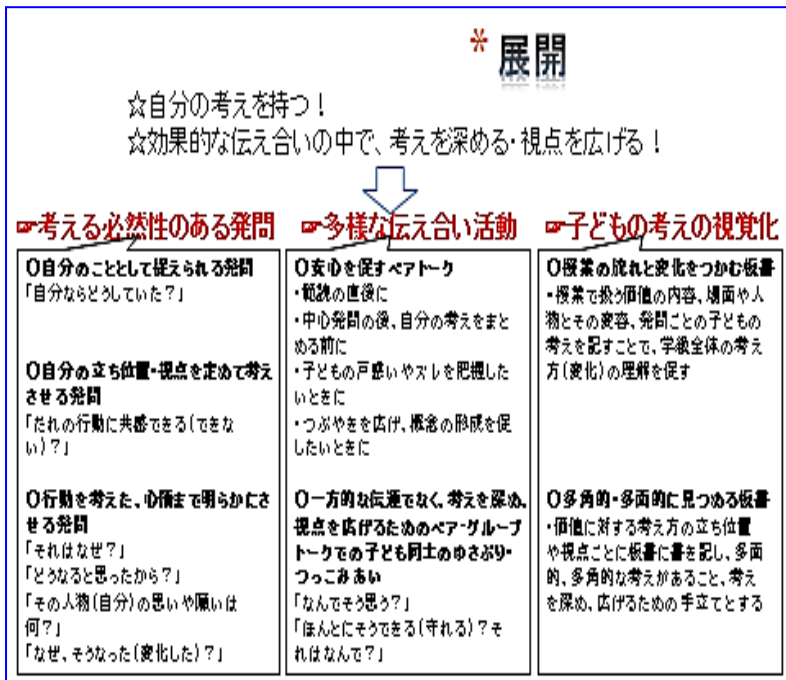 * 展開
☆自分の考えを持つ!
☆効果的な伝え合いの中で、考えを深める・視点を広げる!
☞考える必然性のある発問
〇自分のこととして捉えられる発問
「自分ならどうしていた?」
〇自分の立ち位置・視点を定めて考え
させる発問
「だれの行動に共感できる(できな
い)?」
〇行動を考えた、心情まで明らかにさ
せる発問
「それはなぜ?」
「どうなると思ったから?」
「その人物(自分)の思いや願いは
何?」
「なぜ、そうなった(変化した)?」
☞多様な伝え合い活動
〇安心を促すペアトーク
・範読の直後に
・中心発問の後、自分の考えをまと
める前に
・子どもの戸惑いやズレを把握した
いときに
・つぶやきを広げ、概念の形成を促
したいときに
〇一方的な伝達でなく、考えを深め、
視点を広げるためのペア・グループ
トークでの子ども同士のゆさぶり・
つっこみあい
「なんでそう思う?」
「ほんとにそうできる(守れる)?そ
れはなんで?」
☞子どもの考えの視覚化
〇授業の流れと変化をつかむ板書
・授業で扱う価値の内容、場面や人
物とその変容、発問ごとの子どもの
考えを記すことで、学級全体の考え
方(変化)の理解を促す
〇多角的・多面的に見つめる板書
・価値に対する考え方の立ち位置
や視点ごとに板書に書を記し、多面
的、多角的な考えがあること、考え
を深め、広げるための手立てとする